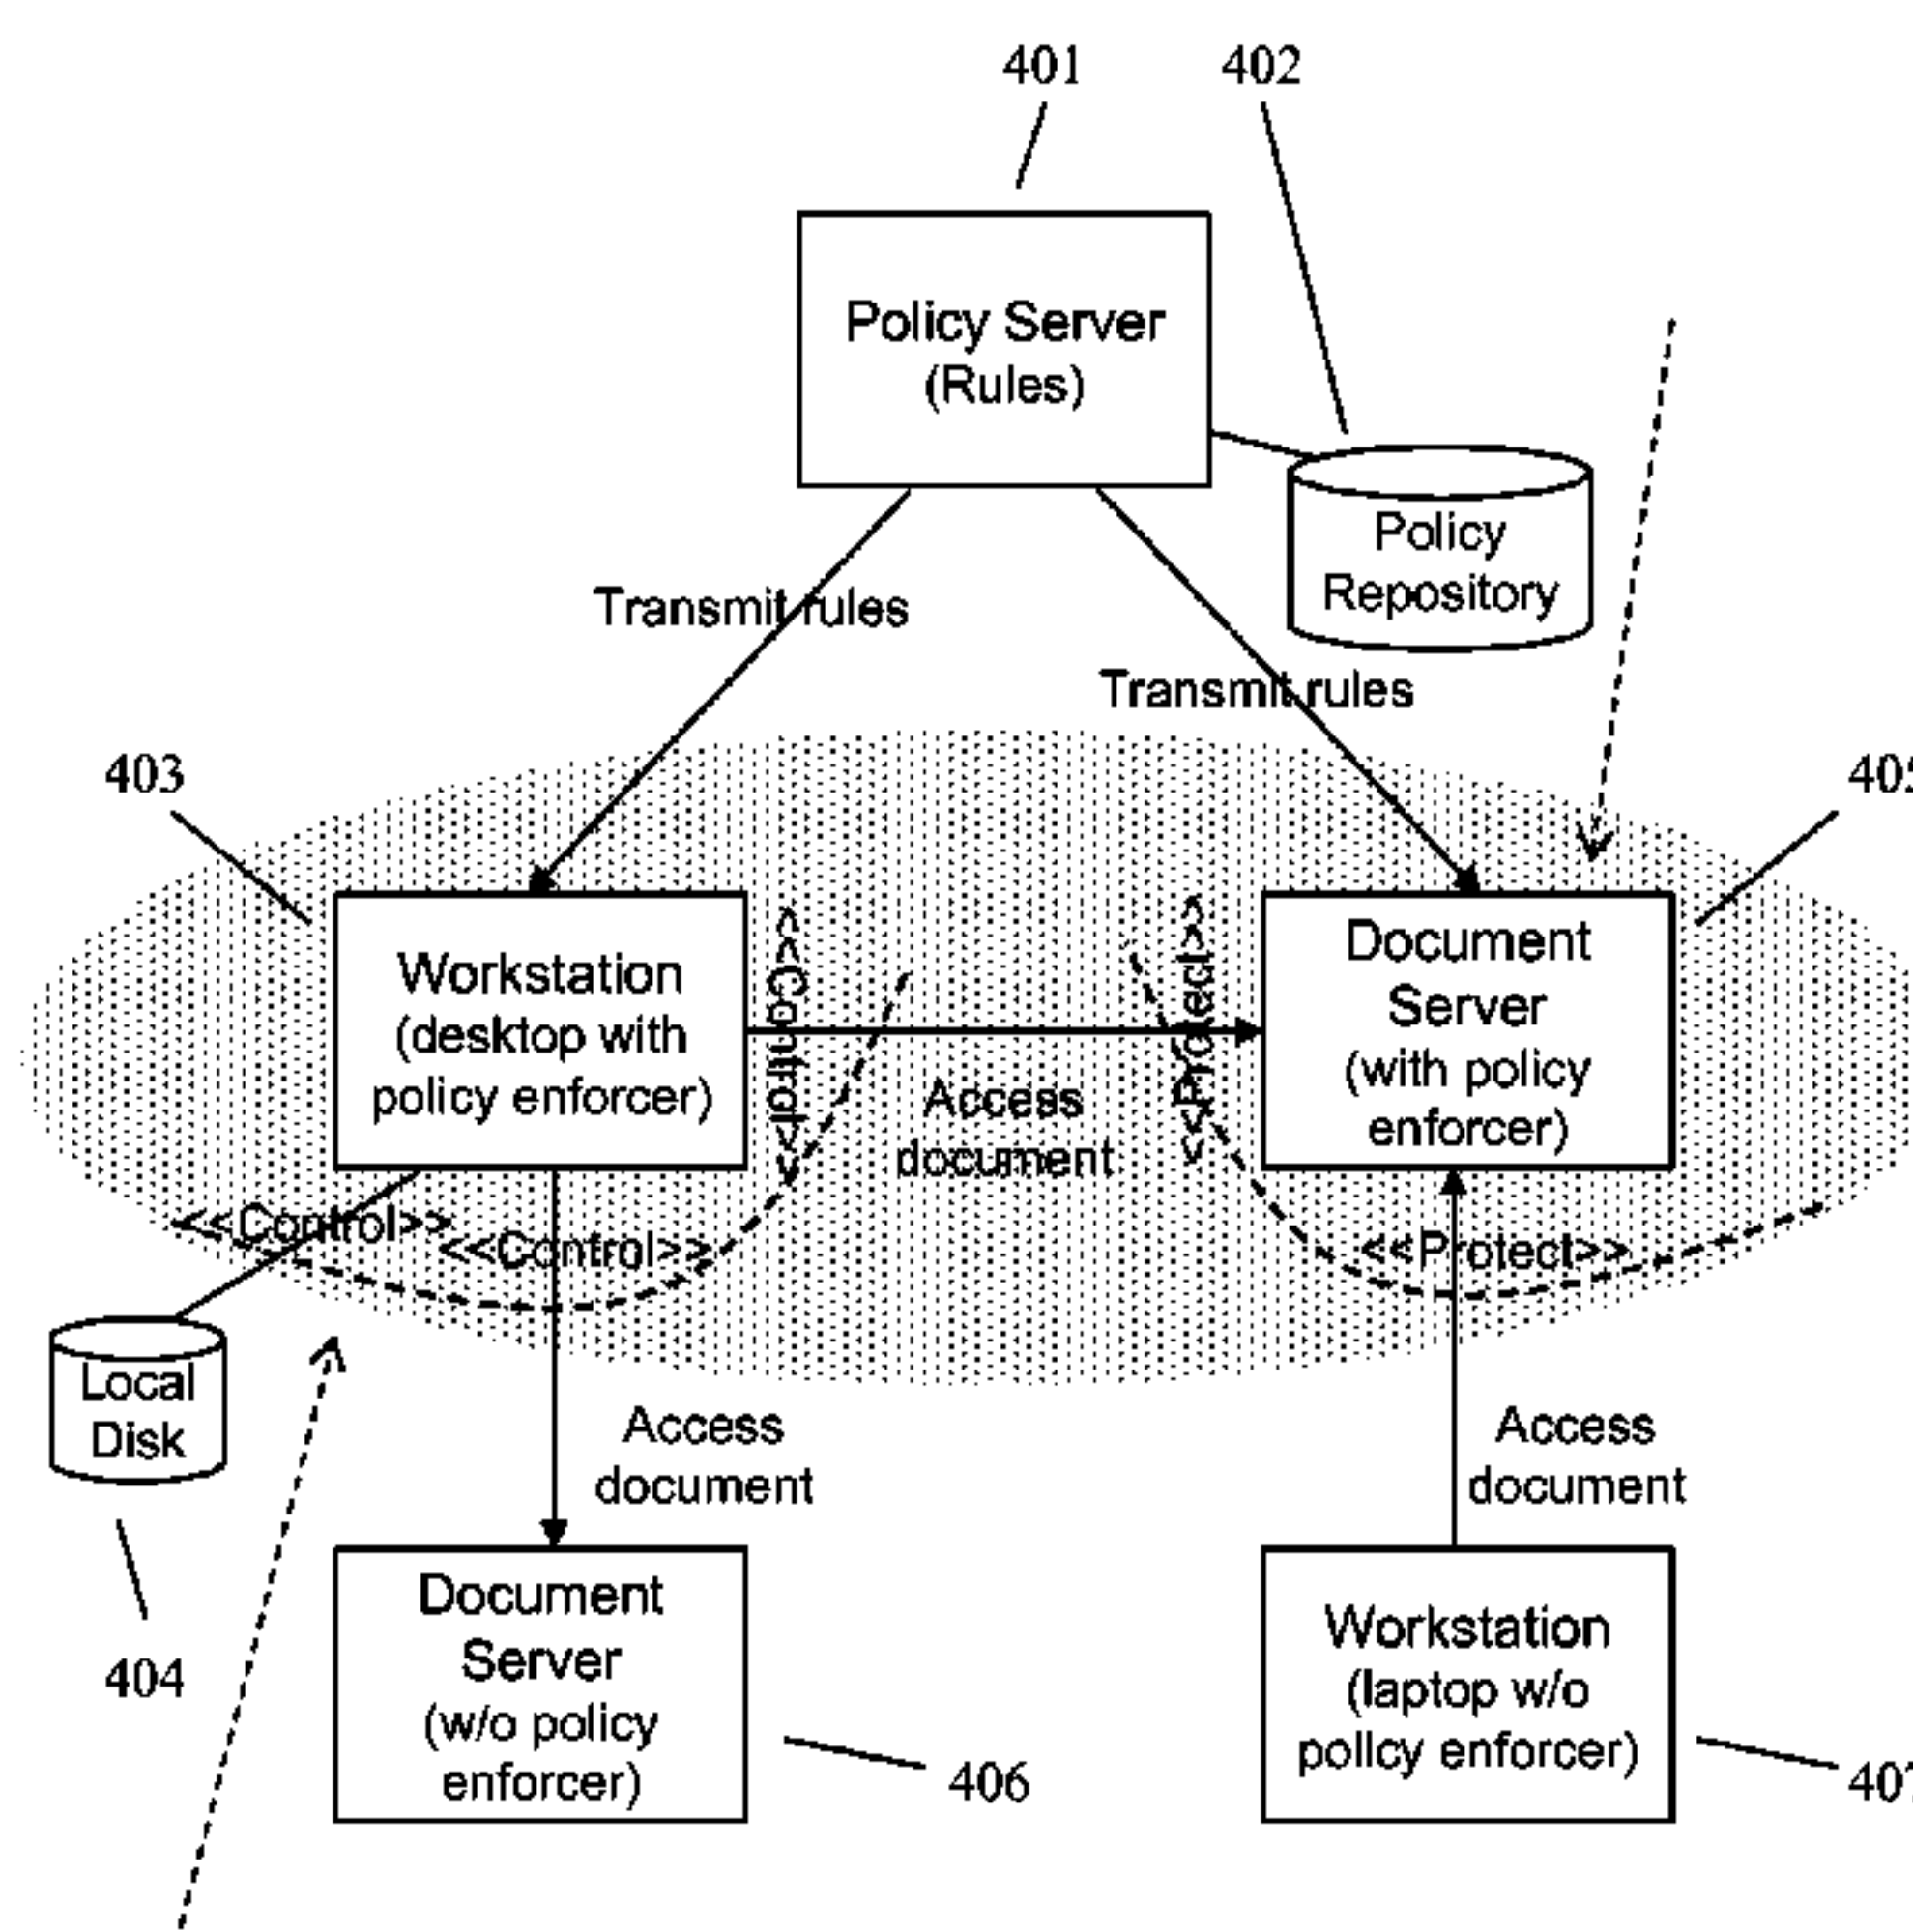 401
402
Policy Server
(Rules)
Policy
Repository
Transmit rules
Transmit rules
403
405
Workstation
(desktop with
policy enforcer)
<<Control>>
<<Protect>>
Document
Server
(with policy
enforcer)
Access
document
<<Control>>
<<Control>>
<<Protect>>
Local
Disk
Access
document
Access
document
404
Document
Server
(w/o policy
enforcer)
406
Workstation
(laptop w/o
policy enforcer)
407